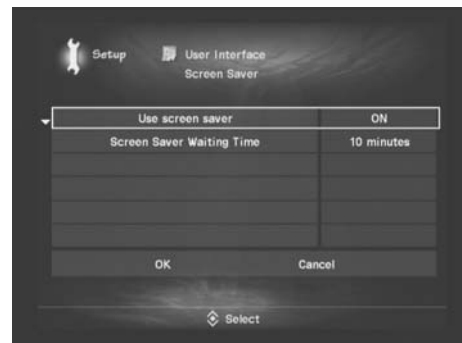 Setup
User Interface
Screen Saver
Use screen saver ON
Screen Saver Waiting Time 10 minutes
OK Cancel
Select